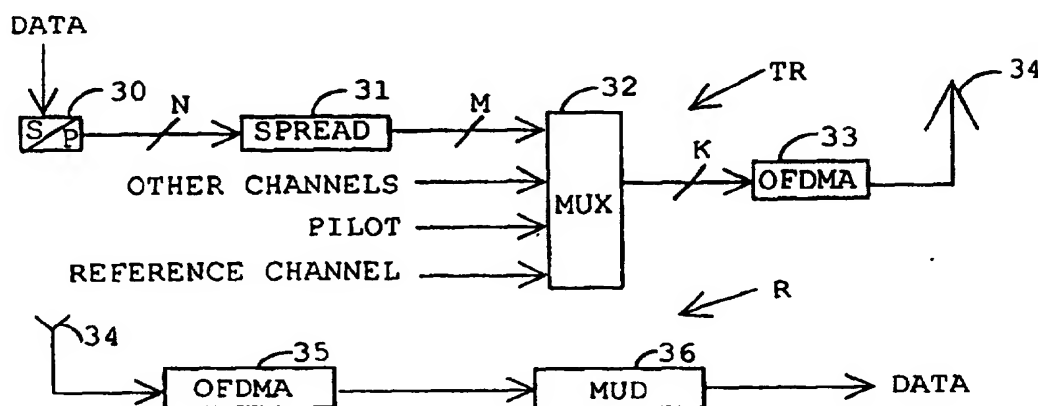 DATA
30
S/P
N
31
SPREAD
M
32
TR
34
K
33
OFDMA
OTHER CHANNELS
MUX
PILOT
REFERENCE CHANNEL
R
34
35
OFDMA
36
MUD
DATA